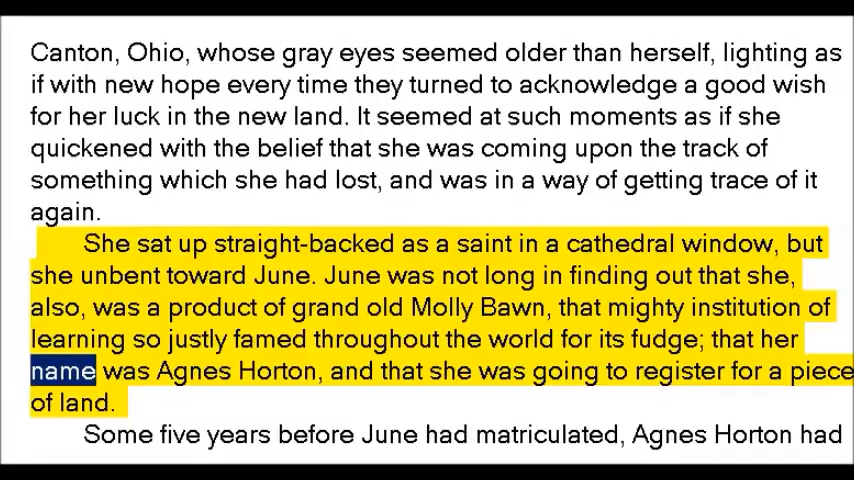 Canton, Ohio, whose gray eyes seemed older than herself, lighting as
if with new hope every time they turned to acknowledge a good wish
for her luck in the new land. It seemed at such moments as if she
quickened with the belief that she was coming upon the track of
something which she had lost, and was in a way of getting trace of it
again.
She sat up straight-backed as a saint in a cathedral window, but
she unbent toward June. June was not long in finding out that she,
also, was a product of grand old Molly Bawn, that mighty institution of
learning so justly famed throughout the world for its fudge; that her
name was Agnes Horton, and that she was going to register for a piece
of land.
Some five years before June had matriculated, Agnes Horton had